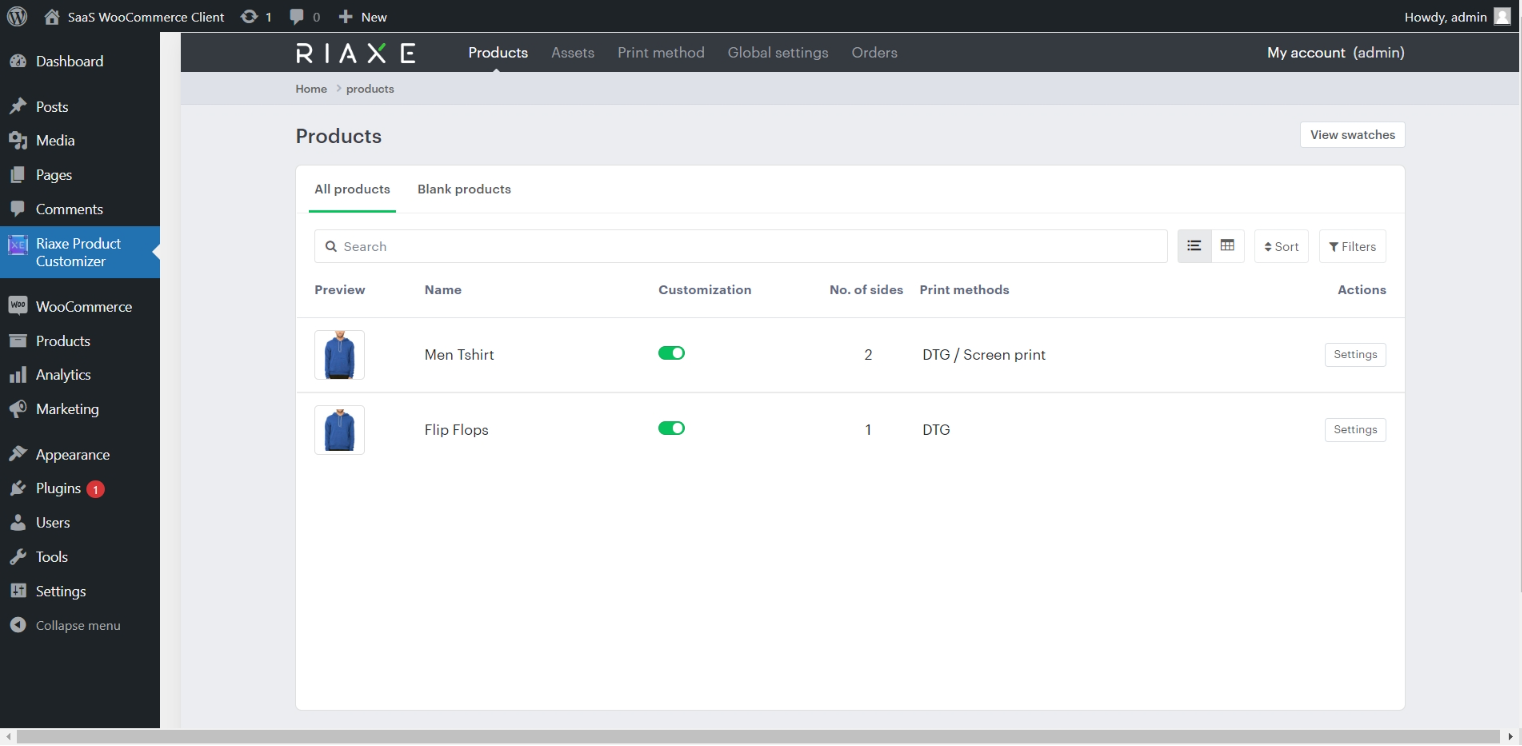 SaaS WooCommerce Client 1 0 New Howdy, admin
RIAXE Products Assets Print method Global settings Orders My account (admin)
Home > products
Dashboard
Posts
Media
Pages
Comments
XE Riaxe Product
Customizer
Woo WooCommerce
Products
Analytics
Marketing
Appearance
Plugins 1
Users
Tools
Settings
Collapse menu
Products View swatches
All products Blank products
Search Sort Filters
Preview Name Customization No. of sides Print methods Actions
Men Tshirt 2 DTG / Screen print Settings
Flip Flops 1 DTG Settings